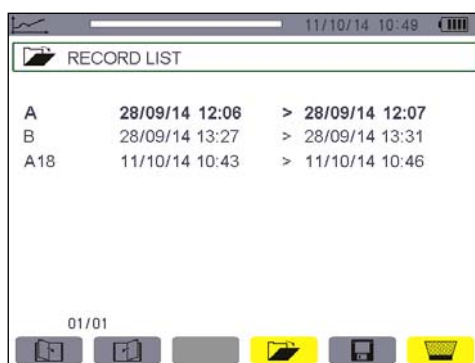 11/10/14 10:49
RECORD LIST
A 28/09/14 12:06 > 28/09/14 12:07
B 28/09/14 13:27 > 28/09/14 13:31
A18 11/10/14 10:43 > 11/10/14 10:46
01/01